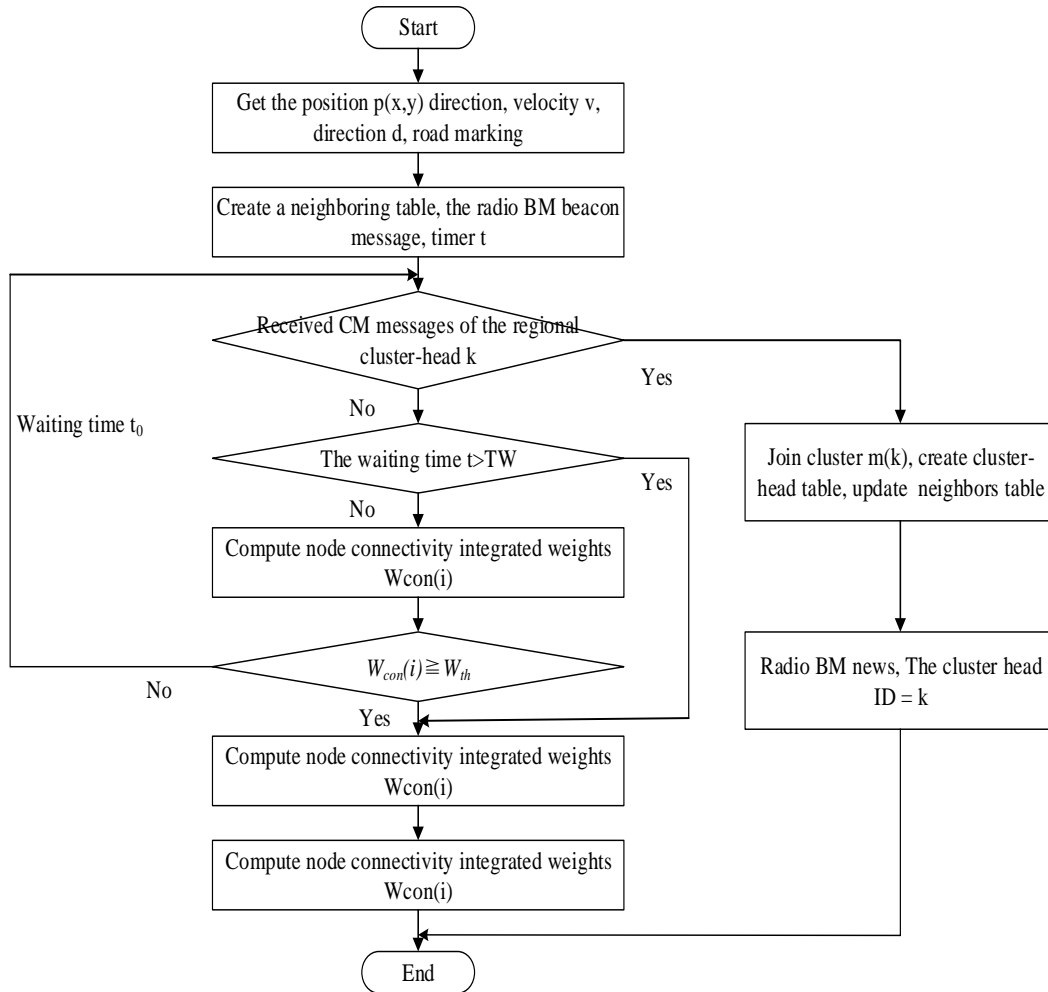 Start
Get the position p(x,y) direction, velocity v,
direction d, road marking
Create a neighboring table, the radio BM beacon
message, timer t
Received CM messages of the regional
cluster-head k
Yes
No
Waiting time t₀
The waiting time t>TW
Yes
No
Join cluster m(k), create cluster-
head table, update neighbors table
Compute node connectivity integrated weights
Wcon(i)
W_con(i)≧W_th
No
Yes
Radio BM news, The cluster head
ID = k
Compute node connectivity integrated weights
Wcon(i)
Compute node connectivity integrated weights
Wcon(i)
End